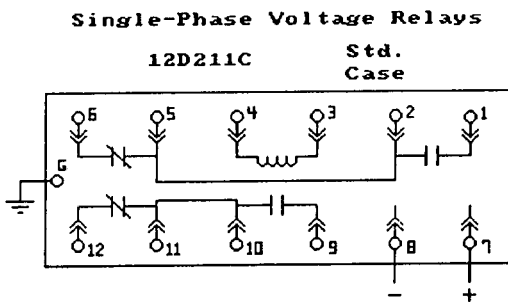 Single-Phase Voltage Relays
12D211C
Std.
Case
6 5 4 3 2 1
G
12 11 10 9 8 7
- +